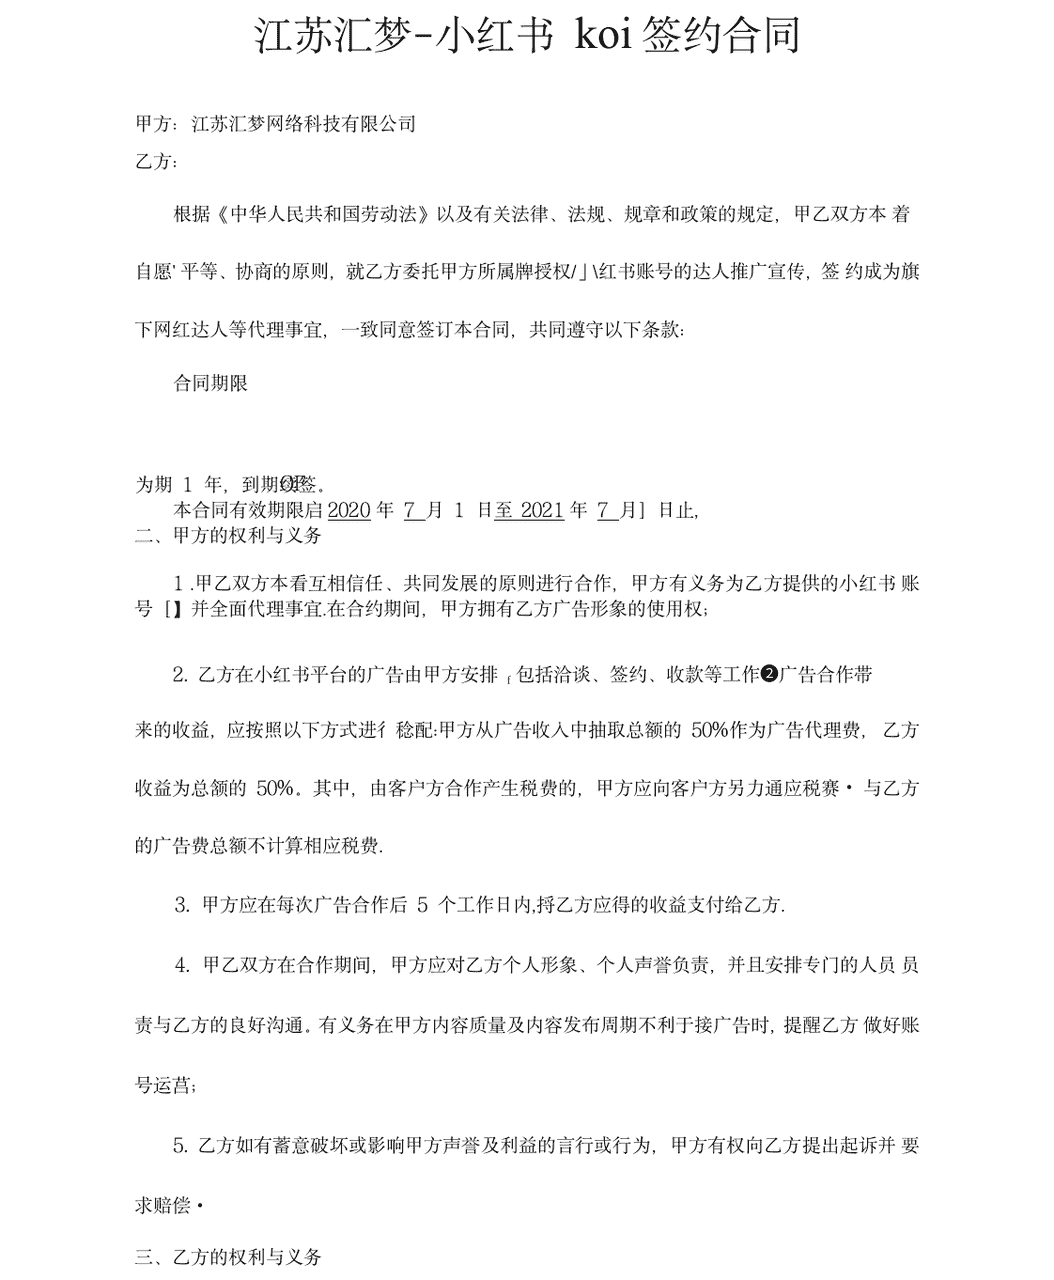 江苏汇梦-小红书 koi 签约合同
甲方：江苏汇梦网络科技有限公司
乙方：
根据《中华人民共和国劳动法》以及有关法律、法规、规章和政策的规定，甲乙双方本 着
自愿' 平等、协商的原则，就乙方委托甲方所属牌授权/亅\红书账号的达人推广宣传，签 约成为旗
下网红达人等代理事宜，一致同意签订本合同，共同遵守以下条款：
合同期限
为期 1 年，到期签。
本合同有效期限启 2020 年 7 月 1 日至 2021 年 7 月］日止，
二、甲方的权利与义务
1 .甲乙双方本看互相信任、共同发展的原则进行合作，甲方有义务为乙方提供的小红书 账
号［】并全面代理事宜.在合约期间，甲方拥有乙方广告形象的使用权；
2. 乙方在小红书平台的广告由甲方安排 f 包括洽谈、签约、收款等工作❷广告合作带
来的收益，应按照以下方式进彳 稔配:甲方从广告收入中抽取总额的 50%作为广告代理费， 乙方
收益为总额的 50%。其中，由客户方合作产生税费的，甲方应向客户方另力通应税赛• 与乙方
的广告费总额不计算相应税费.
3. 甲方应在每次广告合作后 5 个工作日内,捋乙方应得的收益支付给乙方.
4. 甲乙双方在合作期间，甲方应对乙方个人形象、个人声誉负责，并且安排专门的人员 员
责与乙方的良好沟通。有义务在甲方内容质量及内容发布周期不利于接广告时，提醒乙方 做好账
号运莒；
5. 乙方如有蓄意破坏或影响甲方声誉及利益的言行或行为，甲方有权向乙方提出起诉并 要
求赔偿•
三、乙方的权利与义务